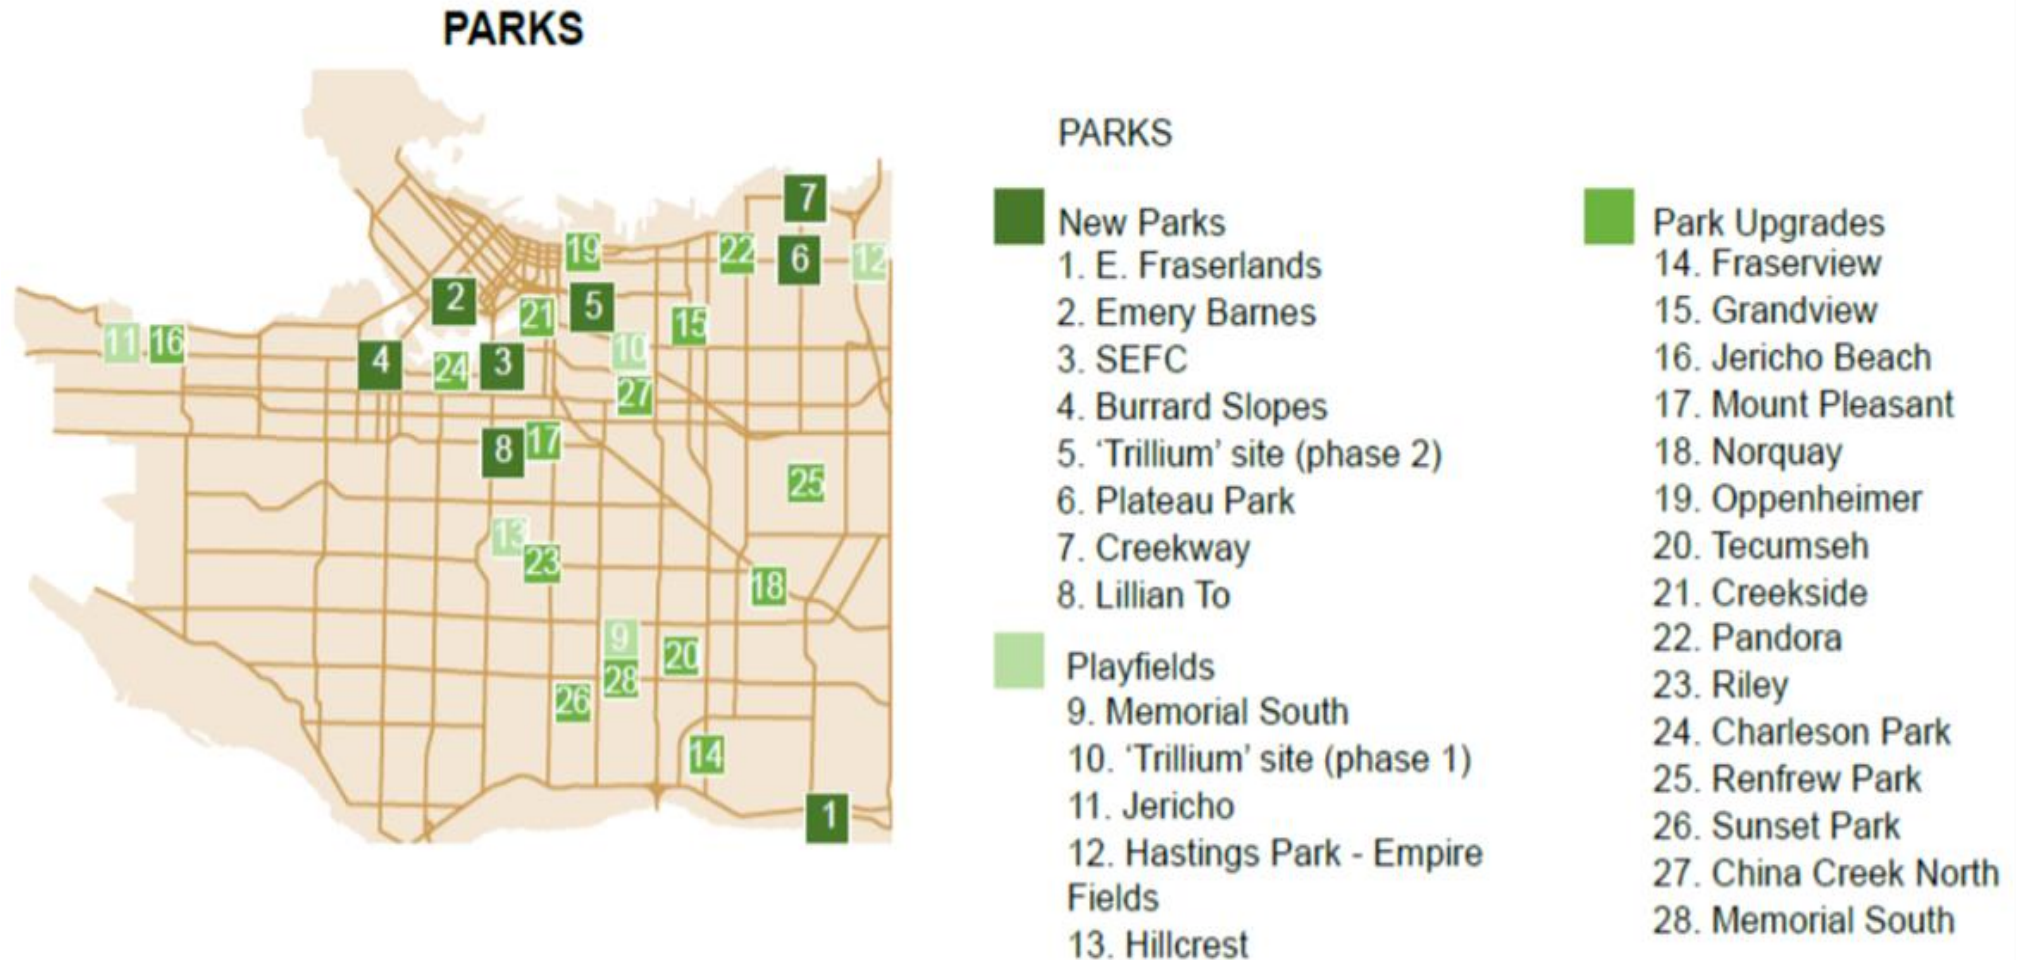 PARKS
7
19
22
6
12
2
5
21
15
11
16
10
4
24
3
27
8
17
25
13
23
18
9
20
28
26
14
1
PARKS
New Parks
1. E. Fraserlands
2. Emery Barnes
3. SEFC
4. Burrard Slopes
5. ‘Trillium’ site (phase 2)
6. Plateau Park
7. Creekway
8. Lillian To
Playfields
9. Memorial South
10. ‘Trillium’ site (phase 1)
11. Jericho
12. Hastings Park - Empire
Fields
13. Hillcrest
Park Upgrades
14. Fraserview
15. Grandview
16. Jericho Beach
17. Mount Pleasant
18. Norquay
19. Oppenheimer
20. Tecumseh
21. Creekside
22. Pandora
23. Riley
24. Charleson Park
25. Renfrew Park
26. Sunset Park
27. China Creek North
28. Memorial South